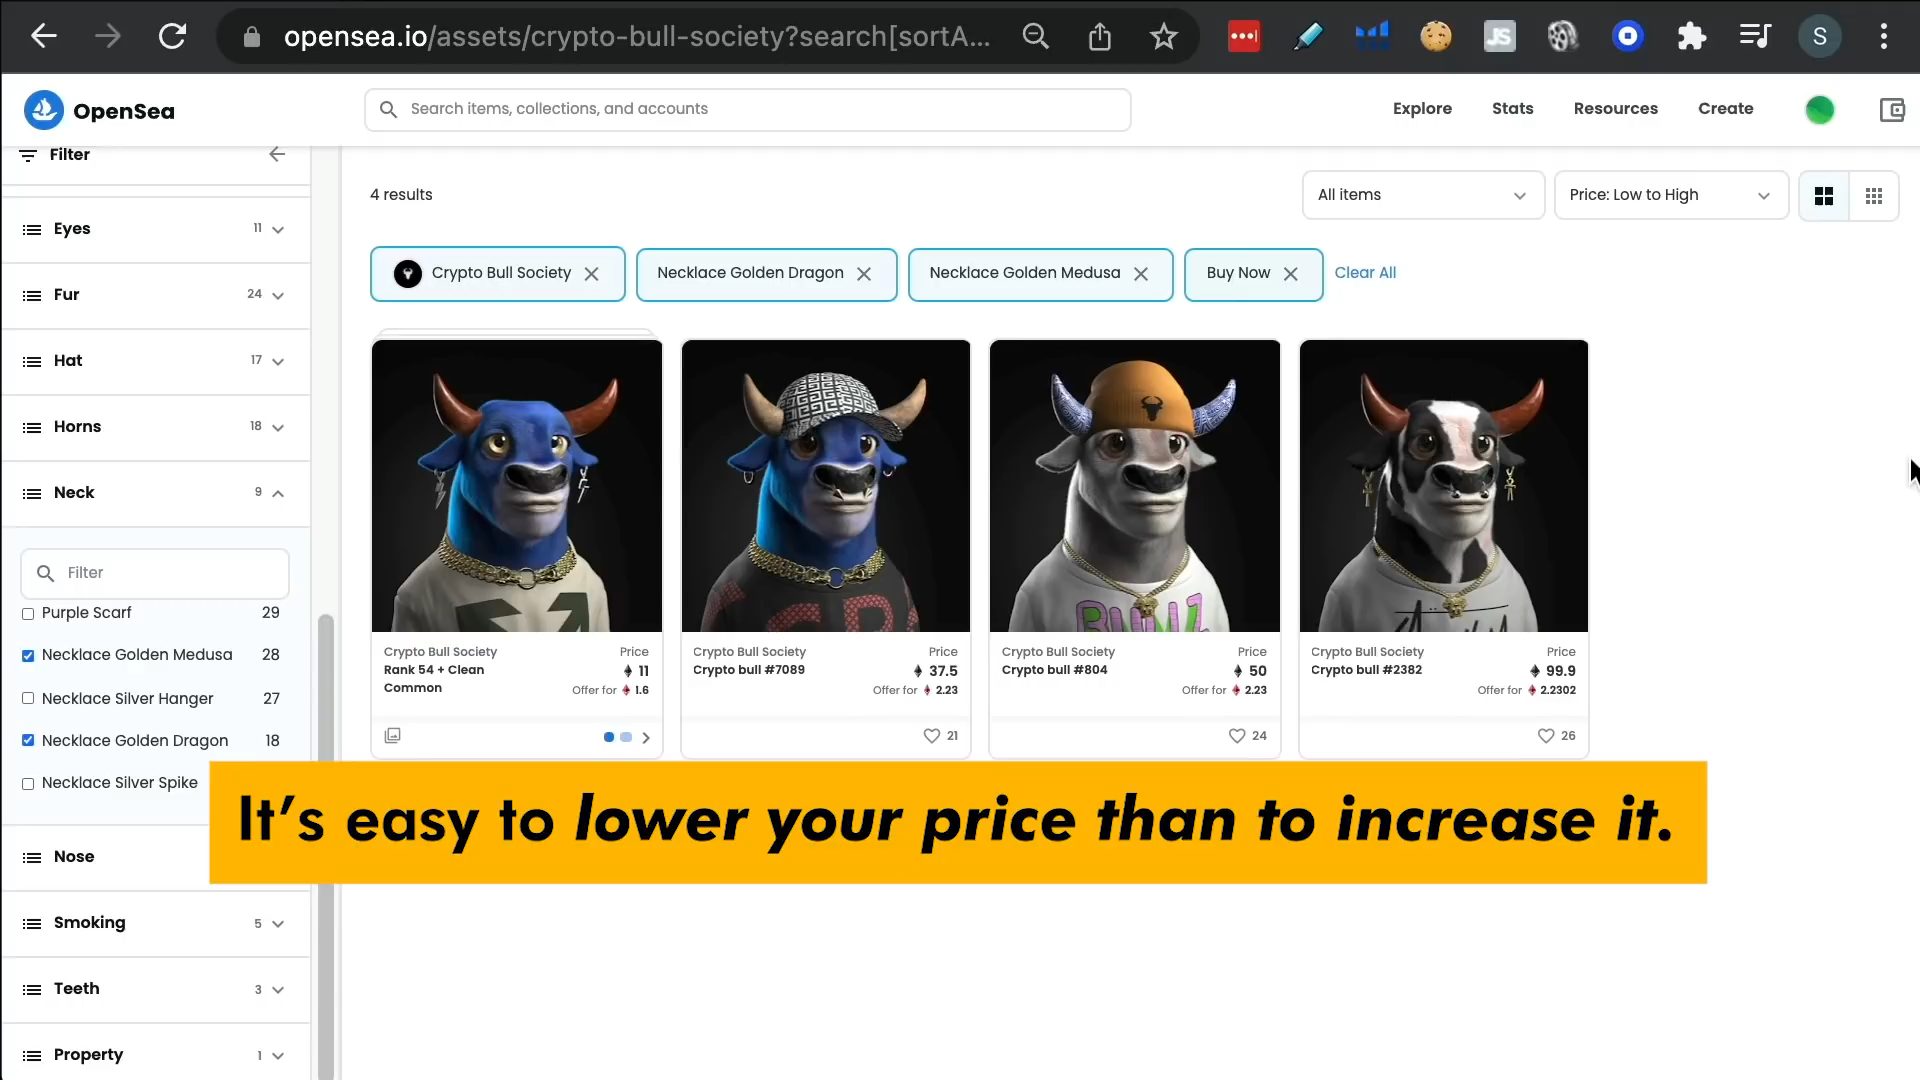 opensea.io/assets/crypto-bull-society?search[sortA...
JS
S
OpenSea
Search items, collections, and accounts
Explore
Stats
Resources
Create
Filter
Eyes 11
Fur 24
Hat 17
Horns 18
Neck 9
Filter
Purple Scarf 29
Necklace Golden Medusa 28
Necklace Silver Hanger 27
Necklace Golden Dragon 18
Necklace Silver Spike
Nose
Smoking 5
Teeth 3
Property 1
4 results
All items
Price: Low to High
Crypto Bull Society
Necklace Golden Dragon
Necklace Golden Medusa
Buy Now
Clear All
Crypto Bull Society Price
Rank 54 + Clean 11
Common Offer for 1.6
Crypto Bull Society Price
Crypto bull #7089 37.5
Offer for 2.23
21
Crypto Bull Society Price
Crypto bull #804 50
Offer for 2.23
24
Crypto Bull Society Price
Crypto bull #2382 99.9
Offer for 2.2302
26
It's easy to lower your price than to increase it.